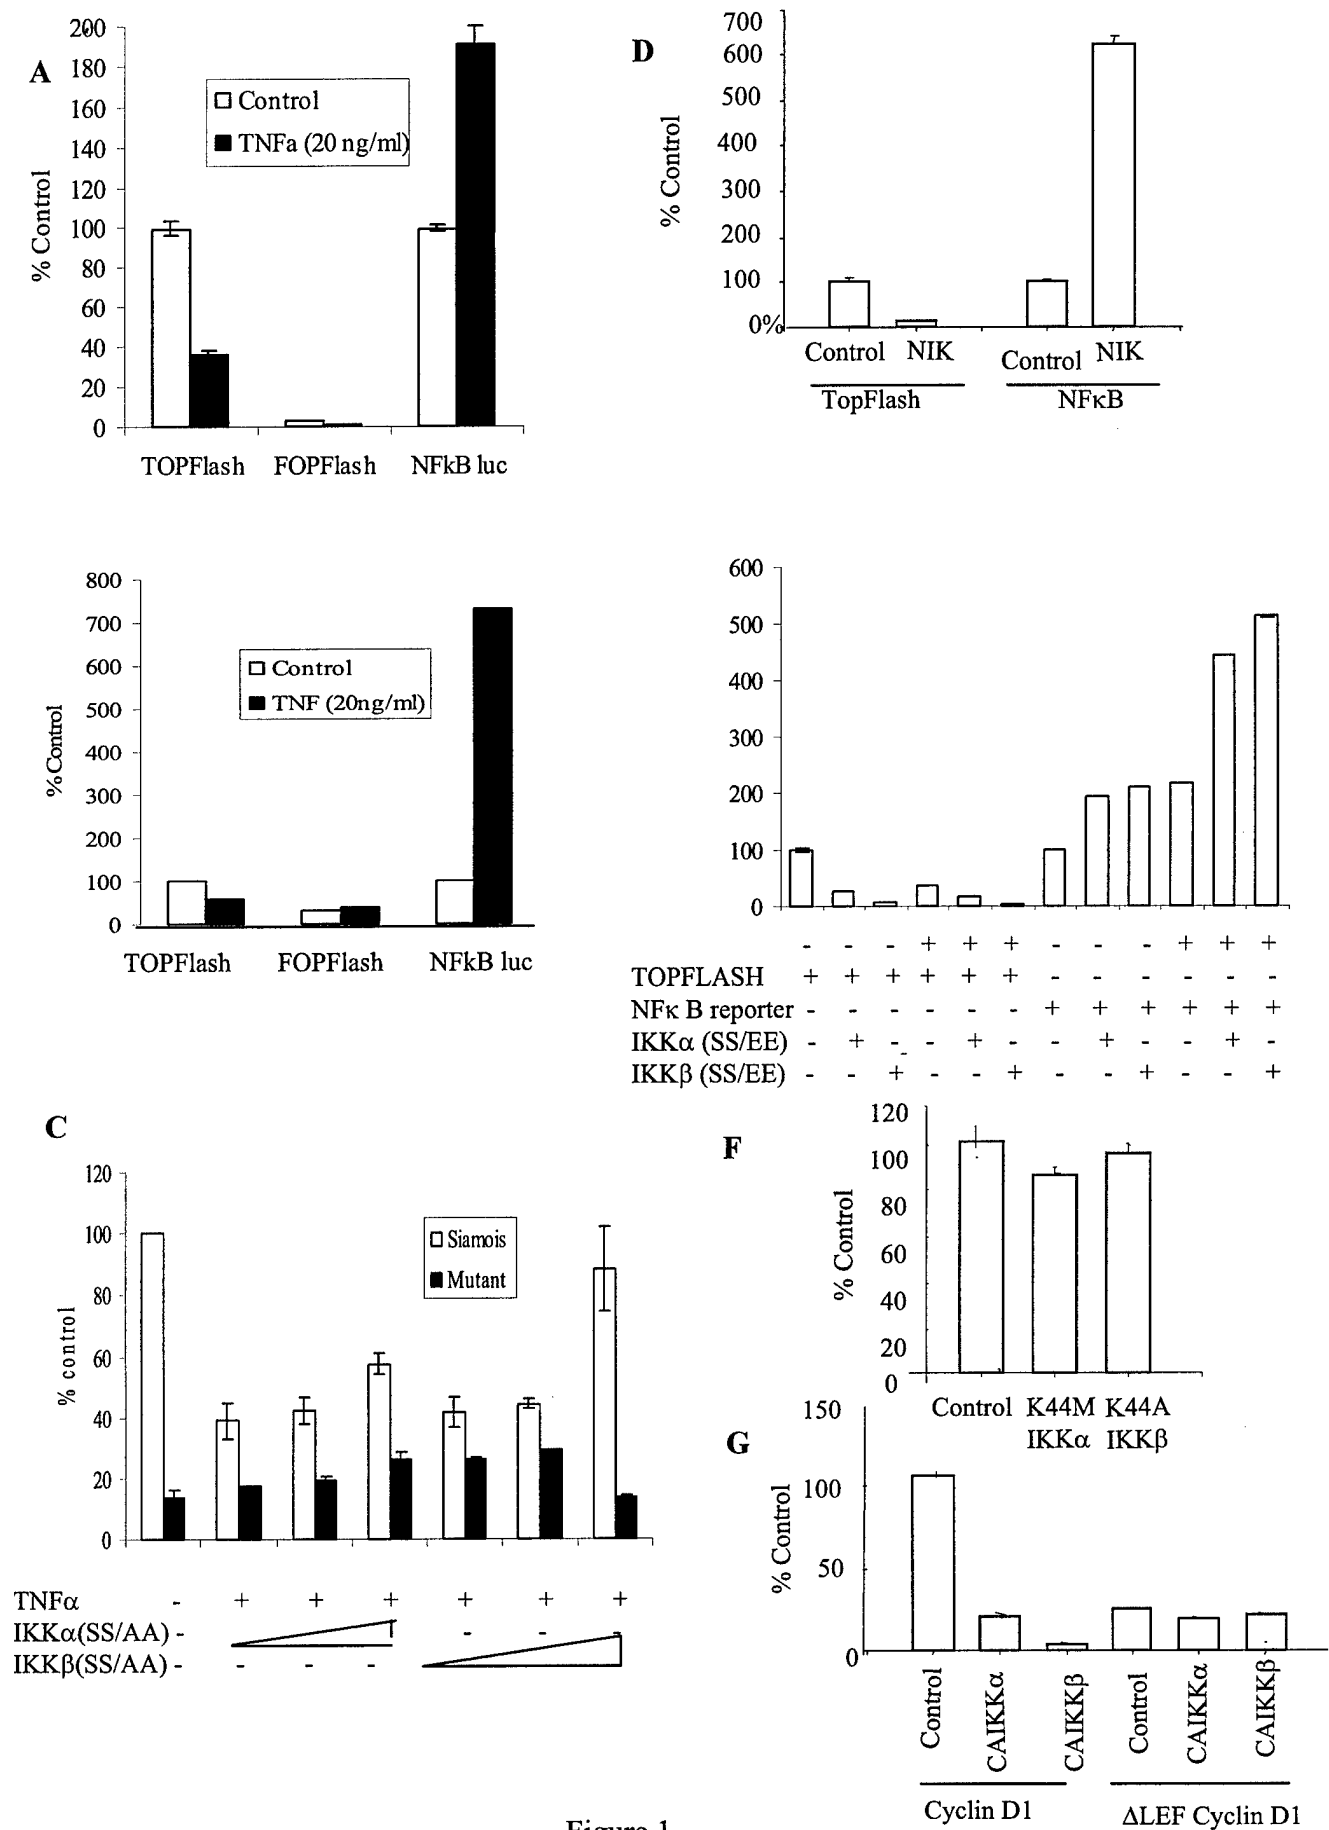 A
200
180
160
140
120
100
80
60
40
20
0
% Control
Control
TNFa (20 ng/ml)
TOPFlash FOPFlash NFkB luc
D
700
600
500
400
300
200
100
0%
% Control
Control NIK Control NIK
TopFlash NFκB
800
700
600
500
400
300
200
100
0
%Control
Control
TNF (20ng/ml)
TOPFlash FOPFlash NFkB luc
600
500
400
300
200
100
0
- - - + + + - - - + + +
TOPFLASH + + + + + + - - - - - -
NFκ B reporter - - - - - - + + + + + +
IKKα (SS/EE) - + - - + - - + - - + -
IKKβ (SS/EE) - - + - - + - - + - - +
C
120
100
80
60
40
20
0
% control
Siamois
Mutant
TNFα - + + + + + +
IKKα(SS/AA) - - - -
IKKβ(SS/AA) - - - -
F
120
100
80
60
40
20
0
% Control
Control K44M K44A
IKKα IKKβ
G
150
100
50
0
% Control
Control
CAIKKα
CAIKKβ
Control
CAIKKα
CAIKKβ
Cyclin D1 ΔLEF Cyclin D1
Figure 1